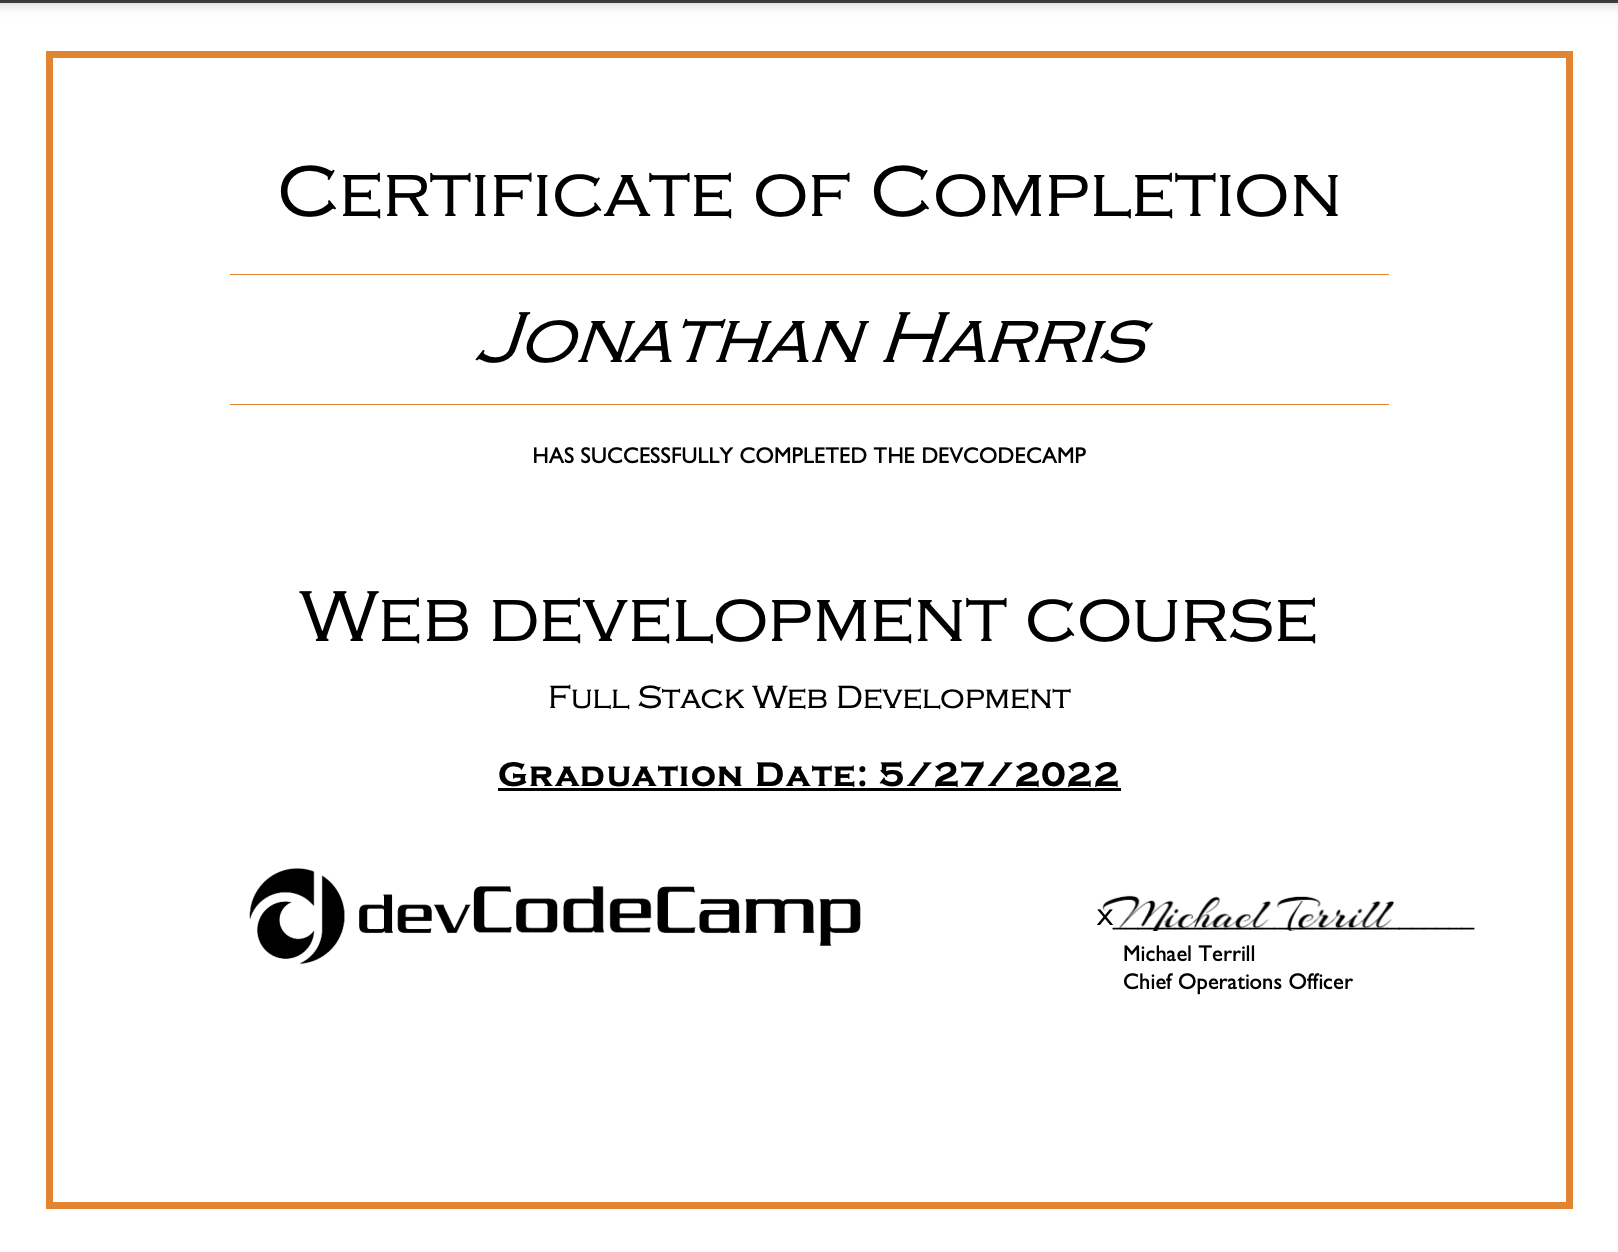 Certificate of Completion
Jonathan Harris
HAS SUCCESSFULLY COMPLETED THE DEVCODECAMP
Web development course
Full Stack Web Development
Graduation Date: 5/27/2022
devCodeCamp
x Michael Terrill
Michael Terrill
Chief Operations Officer